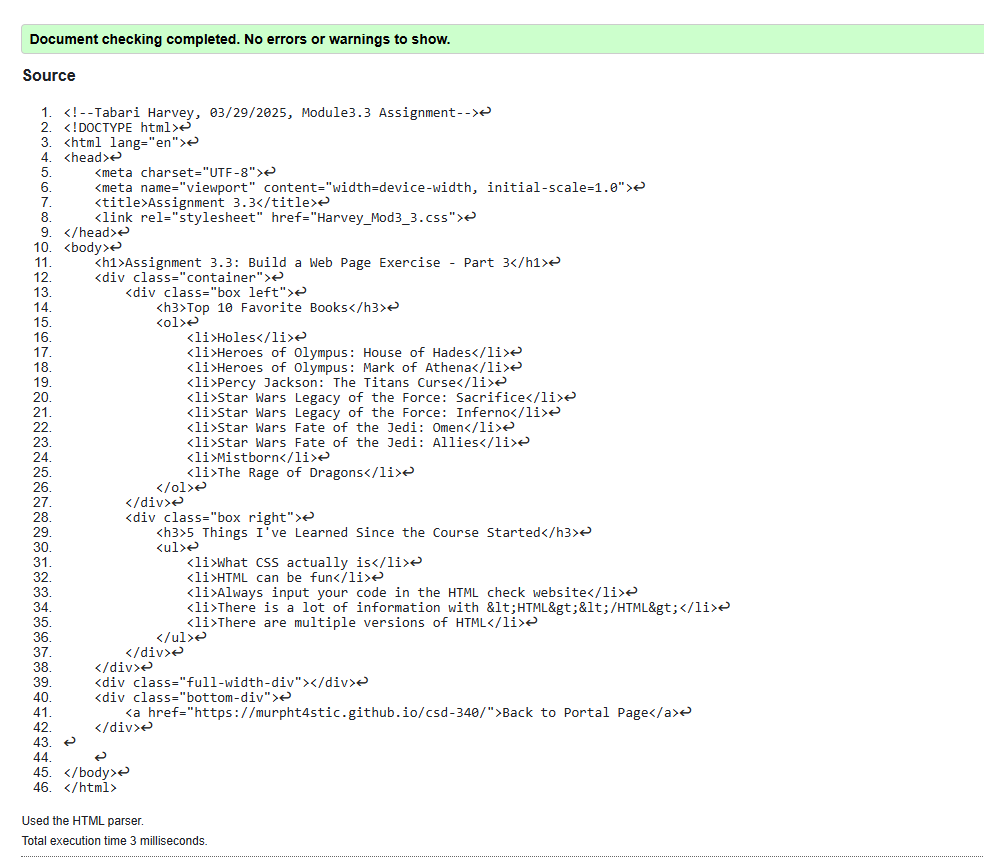 Document checking completed. No errors or warnings to show.
Source
1. <!--Tabari Harvey, 03/29/2025, Module3.3 Assignment-->↩
2. <!DOCTYPE html>↩
3. <html lang="en">↩
4. <head>↩
5.     <meta charset="UTF-8">↩
6.     <meta name="viewport" content="width=device-width, initial-scale=1.0">↩
7.     <title>Assignment 3.3</title>↩
8.     <link rel="stylesheet" href="Harvey_Mod3_3.css">↩
9. </head>↩
10. <body>↩
11.     <h1>Assignment 3.3: Build a Web Page Exercise - Part 3</h1>↩
12.     <div class="container">↩
13.         <div class="box left">↩
14.             <h3>Top 10 Favorite Books</h3>↩
15.             <ol>↩
16.                 <li>Holes</li>↩
17.                 <li>Heroes of Olympus: House of Hades</li>↩
18.                 <li>Heroes of Olympus: Mark of Athena</li>↩
19.                 <li>Percy Jackson: The Titans Curse</li>↩
20.                 <li>Star Wars Legacy of the Force: Sacrifice</li>↩
21.                 <li>Star Wars Legacy of the Force: Inferno</li>↩
22.                 <li>Star Wars Fate of the Jedi: Omen</li>↩
23.                 <li>Star Wars Fate of the Jedi: Allies</li>↩
24.                 <li>Mistborn</li>↩
25.                 <li>The Rage of Dragons</li>↩
26.             </ol>↩
27.         </div>↩
28.         <div class="box right">↩
29.             <h3>5 Things I've Learned Since the Course Started</h3>↩
30.             <ul>↩
31.                 <li>What CSS actually is</li>↩
32.                 <li>HTML can be fun</li>↩
33.                 <li>Always input your code in the HTML check website</li>↩
34.                 <li>There is a lot of information with &lt;HTML&gt;&lt;/HTML&gt;</li>↩
35.                 <li>There are multiple versions of HTML</li>↩
36.             </ul>↩
37.         </div>↩
38.     </div>↩
39.     <div class="full-width-div"></div>↩
40.     <div class="bottom-div">↩
41.         <a href="https://murpht4stic.github.io/csd-340/">Back to Portal Page</a>↩
42.     </div>↩
43. ↩
44.     ↩
45. </body>↩
46. </html>
Used the HTML parser.
Total execution time 3 milliseconds.